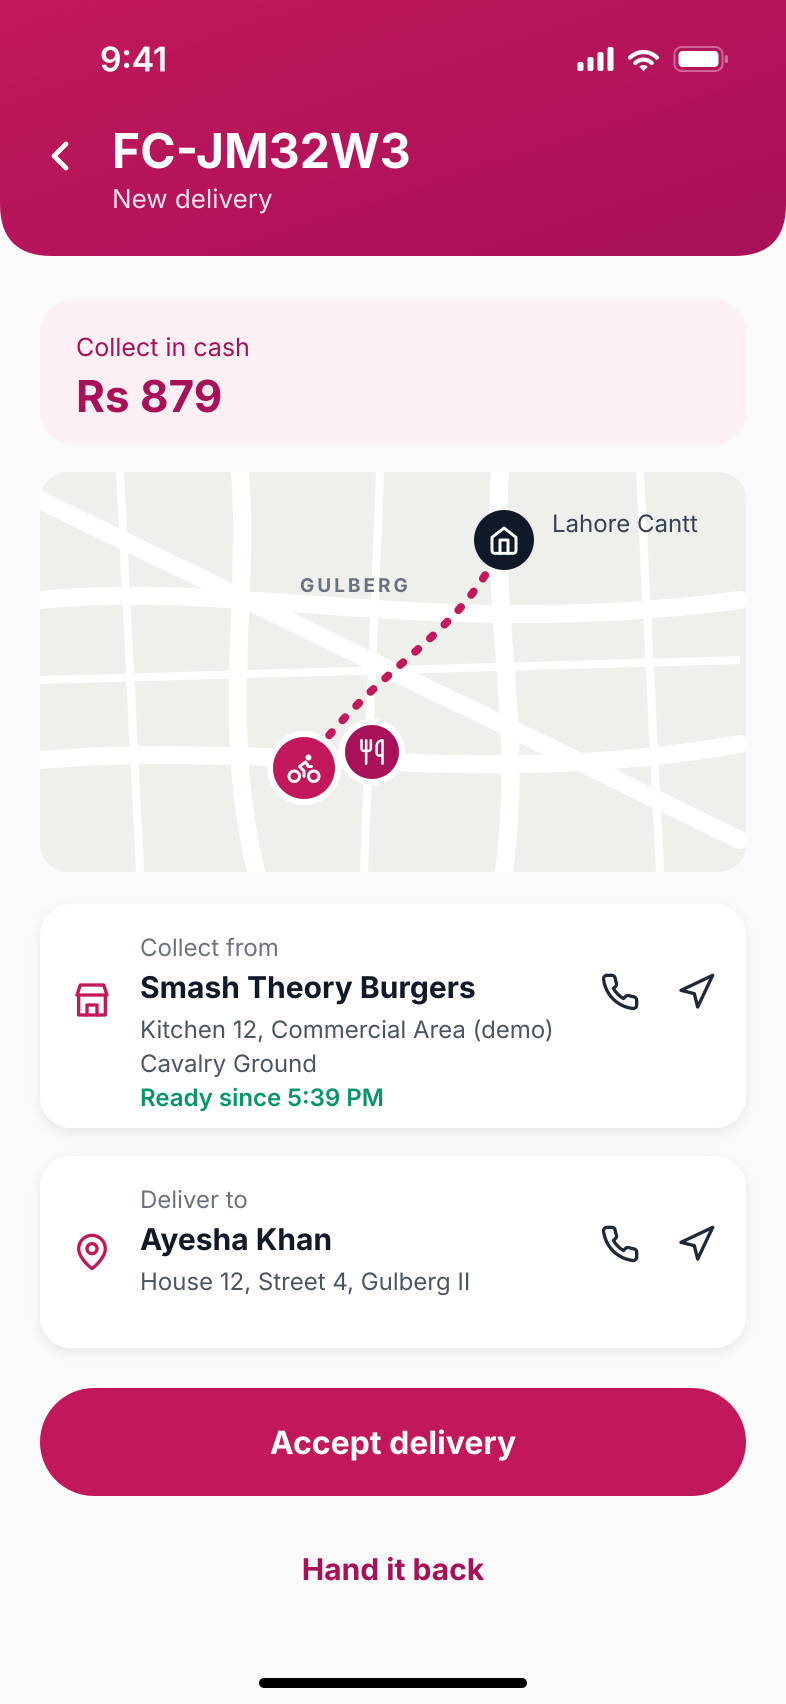 9:41
FC-JM32W3
New delivery
Collect in cash
Rs 879
Lahore Cantt
GULBERG
Collect from
Smash Theory Burgers
Kitchen 12, Commercial Area (demo)
Cavalry Ground
Ready since 5:39 PM
Deliver to
Ayesha Khan
House 12, Street 4, Gulberg II
Accept delivery
Hand it back